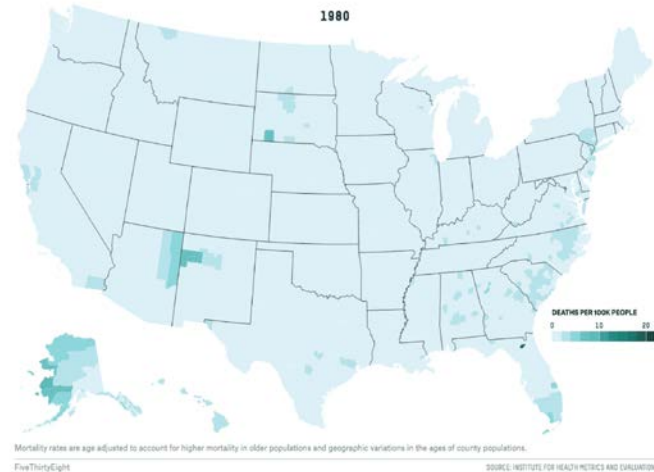 1980
DEATHS PER 100K PEOPLE
0 10 20
Mortality rates are age adjusted to account for higher mortality in older populations and geographic variations in the ages of county populations.
FiveThirtyEight
SOURCE: INSTITUTE FOR HEALTH METRICS AND EVALUATION